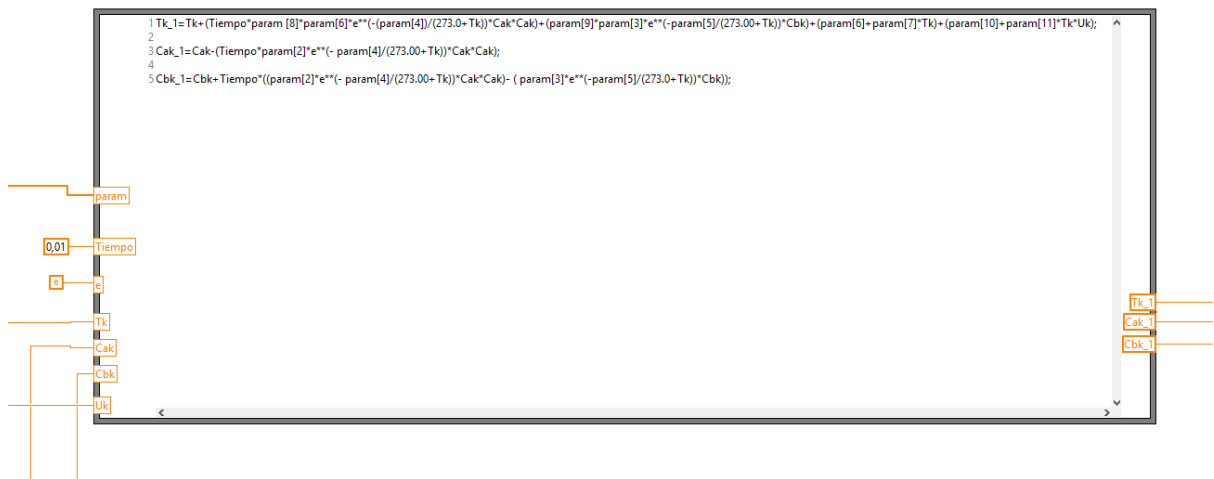 1 Tk_1=Tk+(Tiempo*param [8]*param[6]*e**(-(param[4])/(273.0+Tk))*Cak*Cak)+(param[9]*param[3]*e**(-param[5]/(273.00+Tk))*Cbk)+(param[6]+param[7]*Tk)+(param[10]+param[11]*Tk*Uk);
2
3 Cak_1=Cak-(Tiempo*param[2]*e**(- param[4]/(273.00+Tk))*Cak*Cak);
4
5 Cbk_1=Cbk+Tiempo*((param[2]*e**(- param[4]/(273.00+Tk))*Cak*Cak)- ( param[3]*e**(-param[5]/(273.0+Tk))*Cbk));
param
0,01 Tiempo
e e
Tk
Cak
Cbk
Uk
Tk_1
Cak_1
Cbk_1